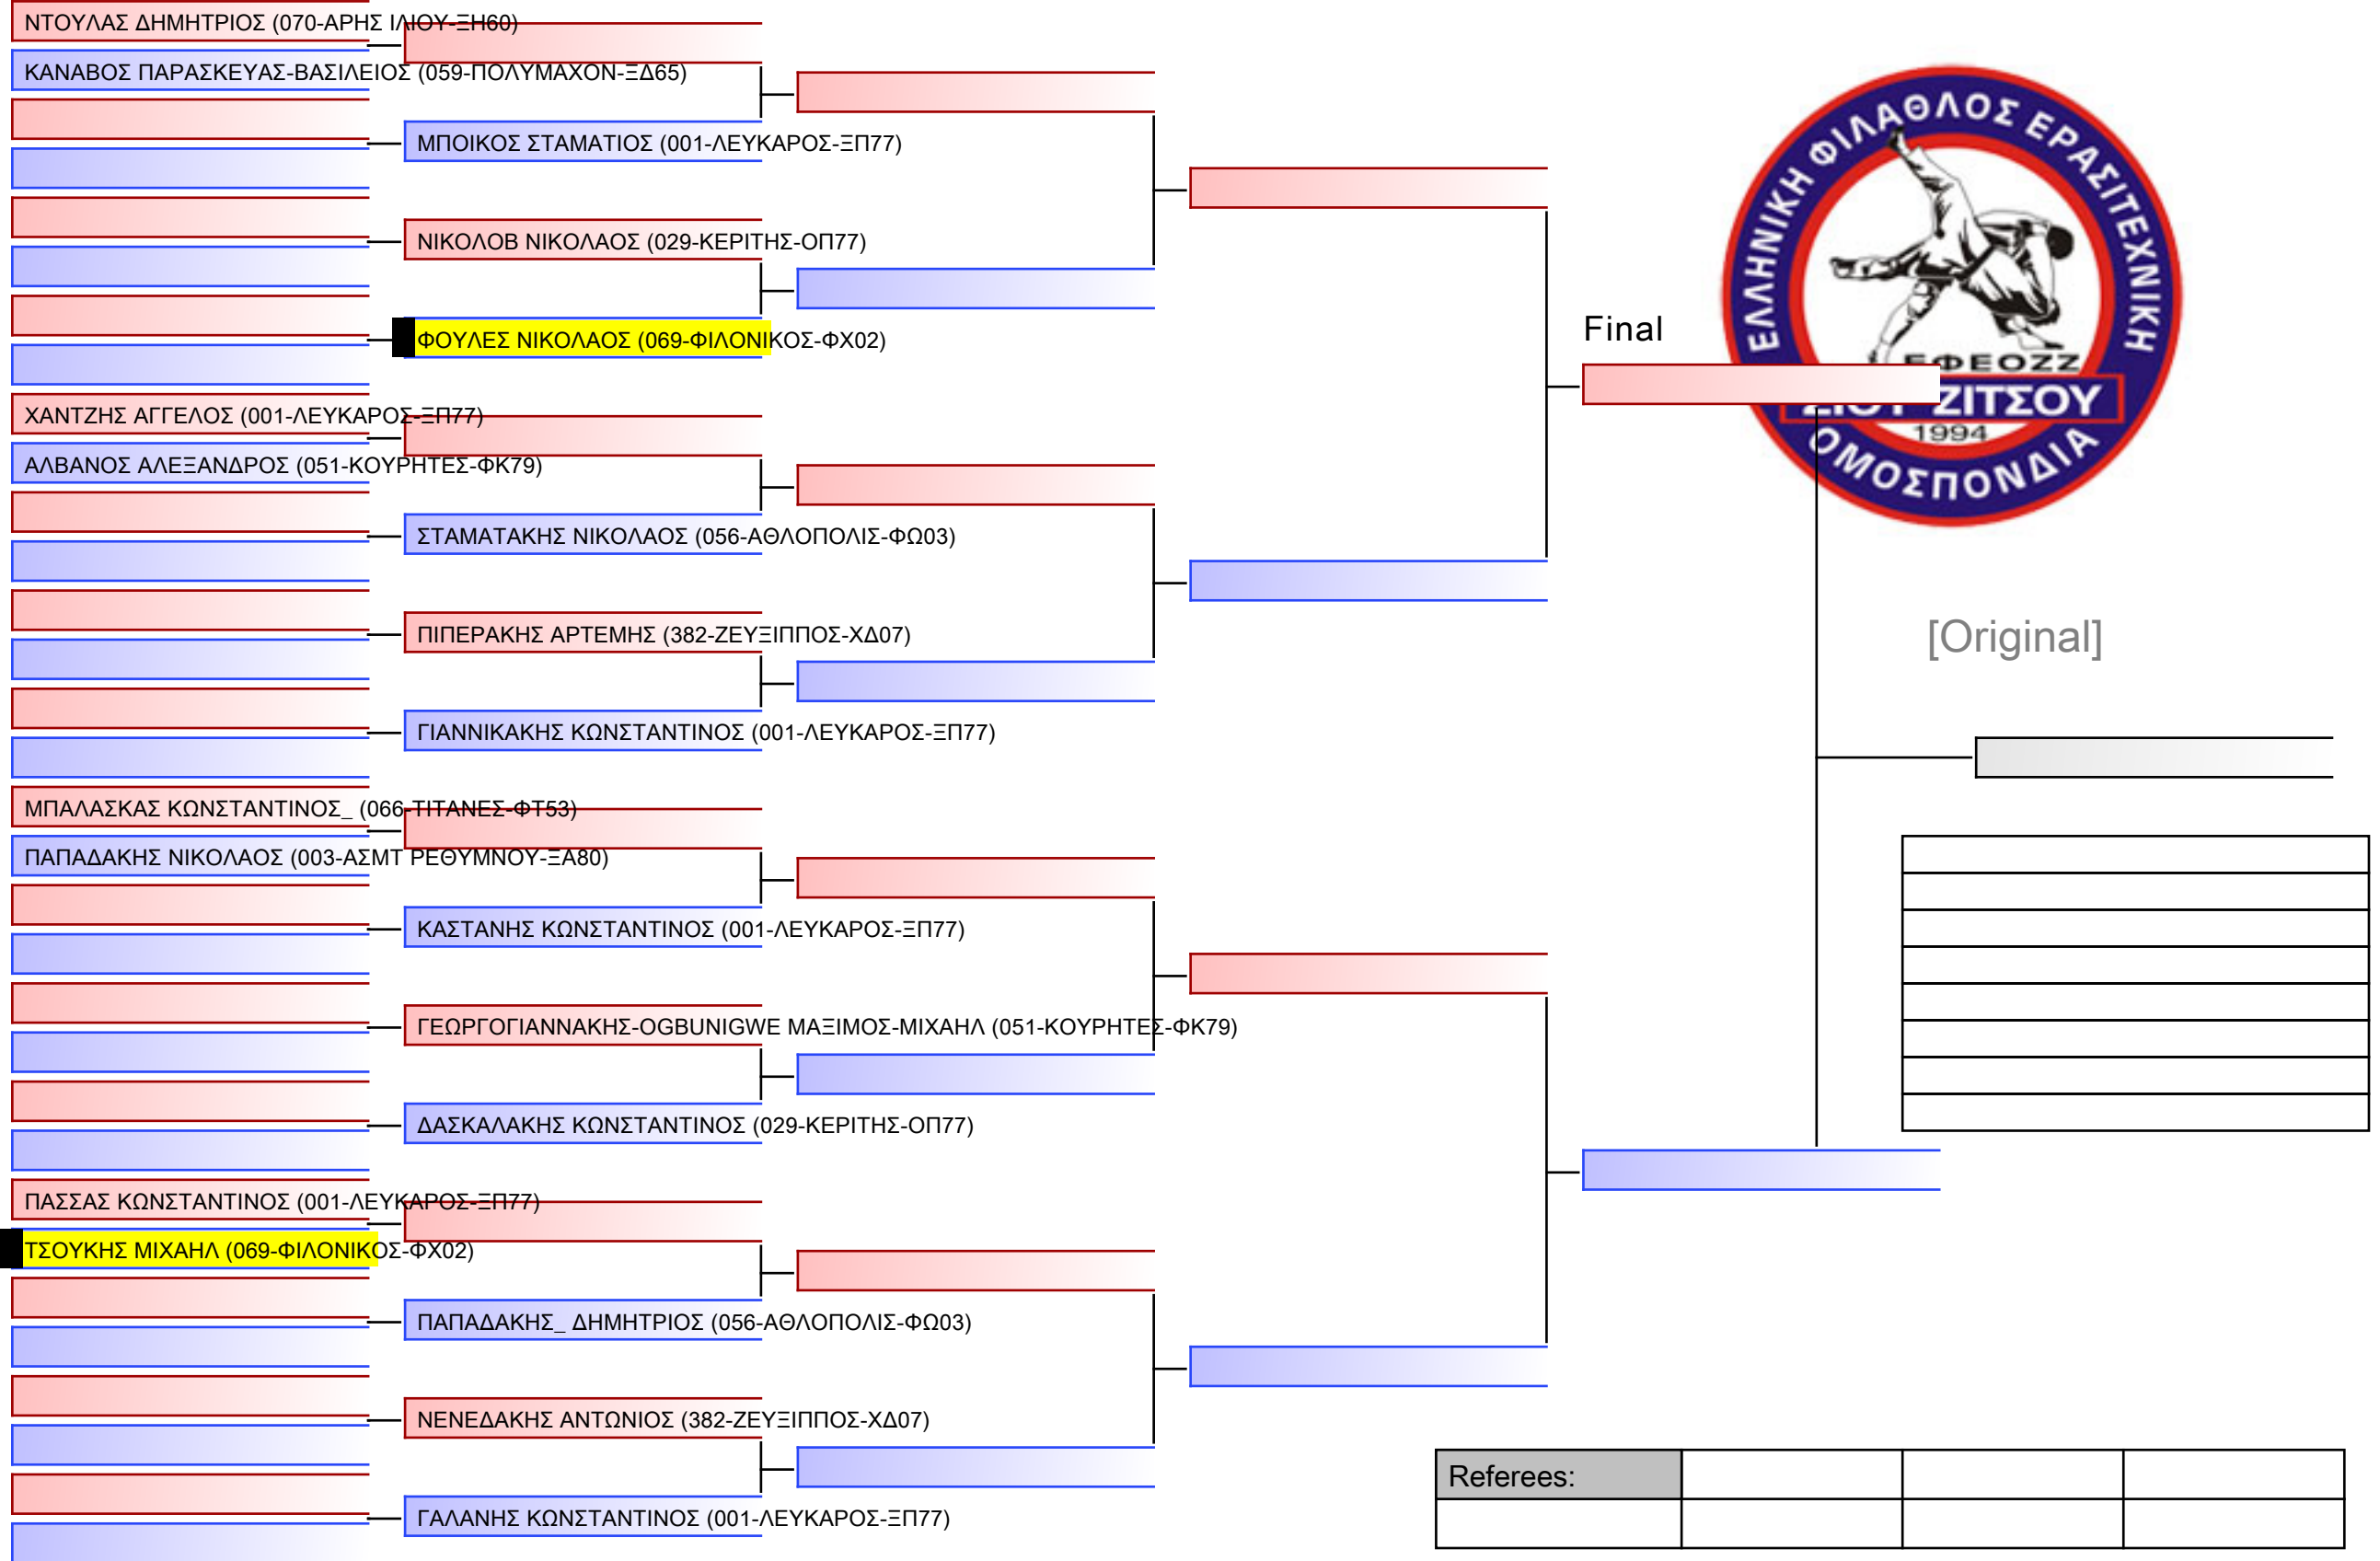 ΝΤΟΥΛΑΣ ΔΗΜΗΤΡΙΟΣ (070-ΑΡΗΣ ΙΛΙΟΥ-ΞΗ60)
ΚΑΝΑΒΟΣ ΠΑΡΑΣΚΕΥΑΣ-ΒΑΣΙΛΕΙΟΣ (059-ΠΟΛΥΜΑΧΟΝ-ΞΔ65)
ΜΠΟΙΚΟΣ ΣΤΑΜΑΤΙΟΣ (001-ΛΕΥΚΑΡΟΣ-ΞΠ77)
ΝΙΚΟΛΟΒ ΝΙΚΟΛΑΟΣ (029-ΚΕΡΙΤΗΣ-ΟΠ77)
ΦΟΥΛΕΣ ΝΙΚΟΛΑΟΣ (069-ΦΙΛΟΝΙΚΟΣ-ΦΧ02)
ΧΑΝΤΖΗΣ ΑΓΓΕΛΟΣ (001-ΛΕΥΚΑΡΟΣ-ΞΠ77)
ΑΛΒΑΝΟΣ ΑΛΕΞΑΝΔΡΟΣ (051-ΚΟΥΡΗΤΕΣ-ΦΚ79)
ΣΤΑΜΑΤΑΚΗΣ ΝΙΚΟΛΑΟΣ (056-ΑΘΛΟΠΟΛΙΣ-ΦΩ03)
ΠΙΠΕΡΑΚΗΣ ΑΡΤΕΜΗΣ (382-ΖΕΥΞΙΠΠΟΣ-ΧΔ07)
ΓΙΑΝΝΙΚΑΚΗΣ ΚΩΝΣΤΑΝΤΙΝΟΣ (001-ΛΕΥΚΑΡΟΣ-ΞΠ77)
ΜΠΑΛΑΣΚΑΣ ΚΩΝΣΤΑΝΤΙΝΟΣ_ (066-ΤΙΤΑΝΕΣ-ΦΤ53)
ΠΑΠΑΔΑΚΗΣ ΝΙΚΟΛΑΟΣ (003-ΑΣΜΤ ΡΕΘΥΜΝΟΥ-ΞΑ80)
ΚΑΣΤΑΝΗΣ ΚΩΝΣΤΑΝΤΙΝΟΣ (001-ΛΕΥΚΑΡΟΣ-ΞΠ77)
ΓΕΩΡΓΟΓΙΑΝΝΑΚΗΣ-OGBUNIGWE ΜΑΞΙΜΟΣ-ΜΙΧΑΗΛ (051-ΚΟΥΡΗΤΕΣ-ΦΚ79)
ΔΑΣΚΑΛΑΚΗΣ ΚΩΝΣΤΑΝΤΙΝΟΣ (029-ΚΕΡΙΤΗΣ-ΟΠ77)
ΠΑΣΣΑΣ ΚΩΝΣΤΑΝΤΙΝΟΣ (001-ΛΕΥΚΑΡΟΣ-ΞΠ77)
ΤΣΟΥΚΗΣ ΜΙΧΑΗΛ (069-ΦΙΛΟΝΙΚΟΣ-ΦΧ02)
ΠΑΠΑΔΑΚΗΣ_ ΔΗΜΗΤΡΙΟΣ (056-ΑΘΛΟΠΟΛΙΣ-ΦΩ03)
ΝΕΝΕΔΑΚΗΣ ΑΝΤΩΝΙΟΣ (382-ΖΕΥΞΙΠΠΟΣ-ΧΔ07)
ΓΑΛΑΝΗΣ ΚΩΝΣΤΑΝΤΙΝΟΣ (001-ΛΕΥΚΑΡΟΣ-ΞΠ77)
Final
ΕΛΛΗΝΙΚΗ ΦΙΛΑΘΛΟΣ ΕΡΑΣΙΤΕΧΝΙΚΗ
ΕΦΕΟΖΖ
ΖΙΤΣΟΥ
1994
ΟΜΟΣΠΟΝΔΙΑ
[Original]
Referees: